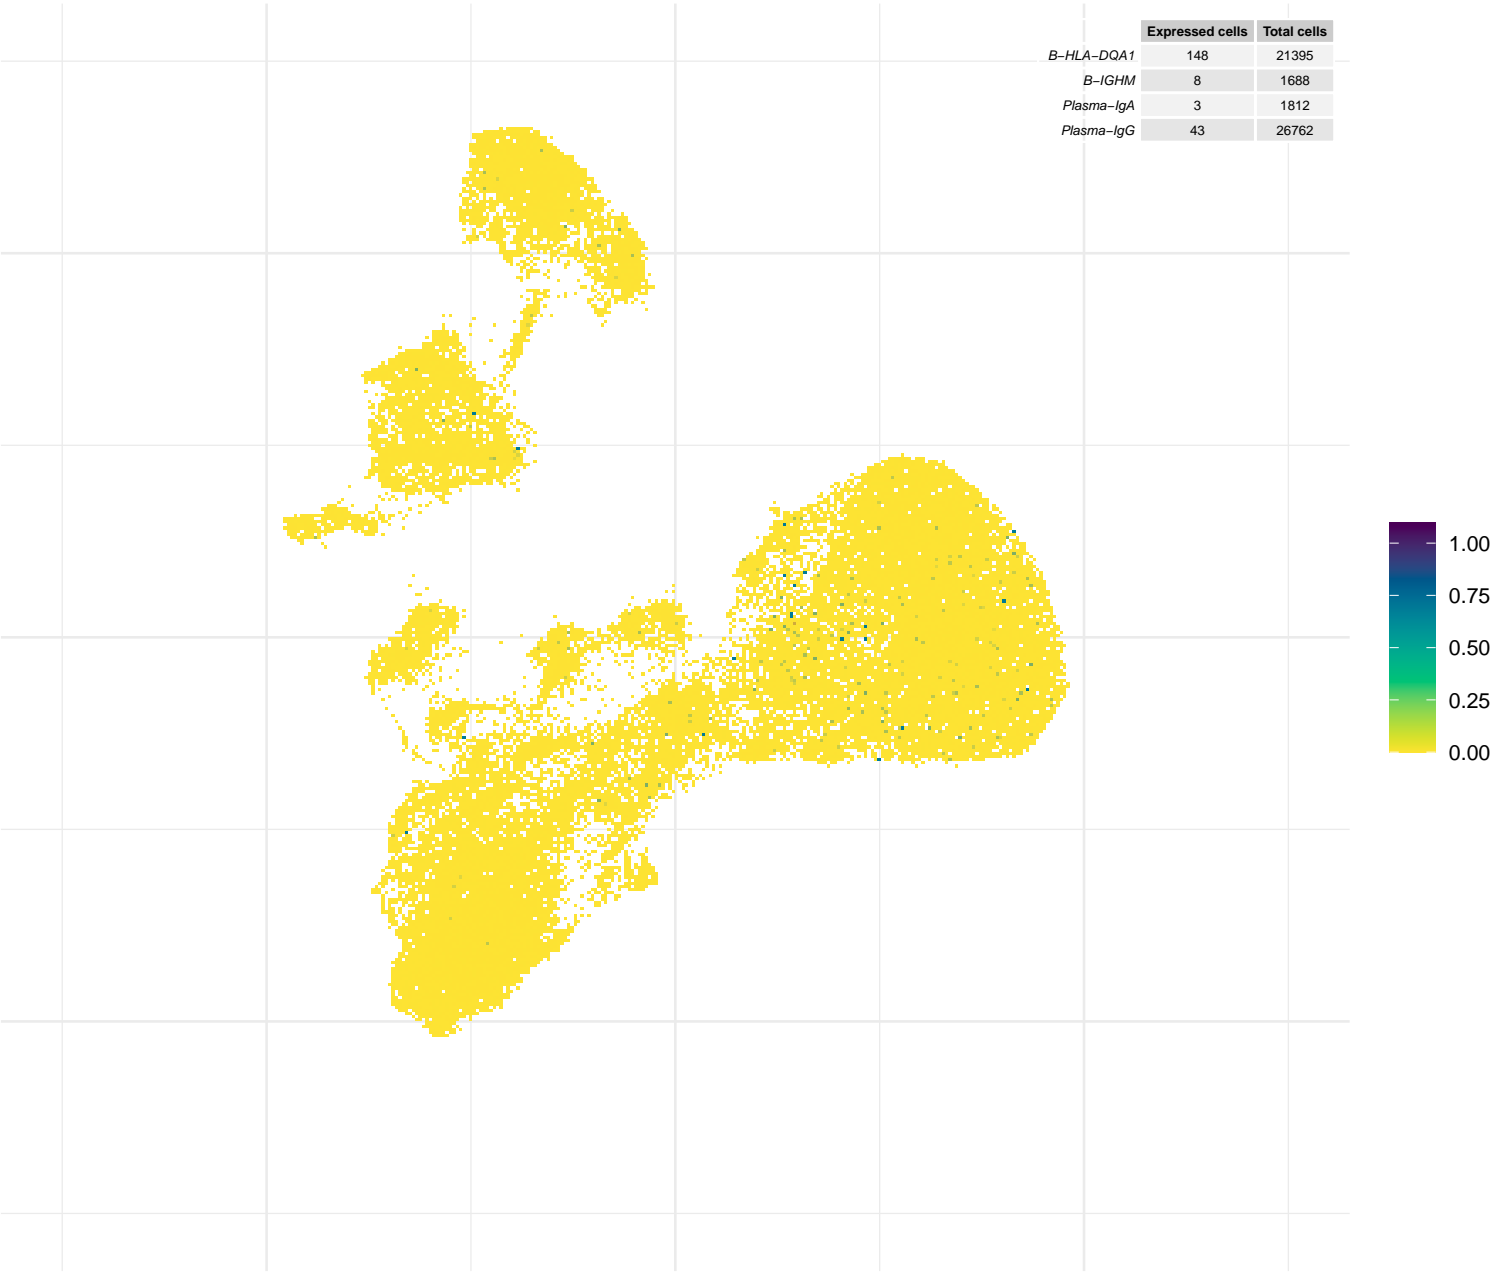 Expressed cells Total cells
B−HLA−DQA1 148 21395
B−IGHM 8 1688
Plasma−IgA 3 1812
Plasma−IgG 43 26762
1.00
0.75
0.50
0.25
0.00